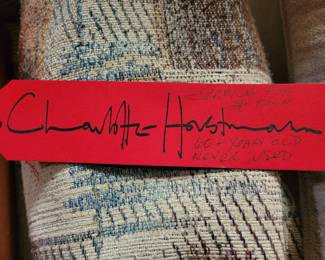 Charlotte Horstmann
60+ YEARS OLD
NEVER USED